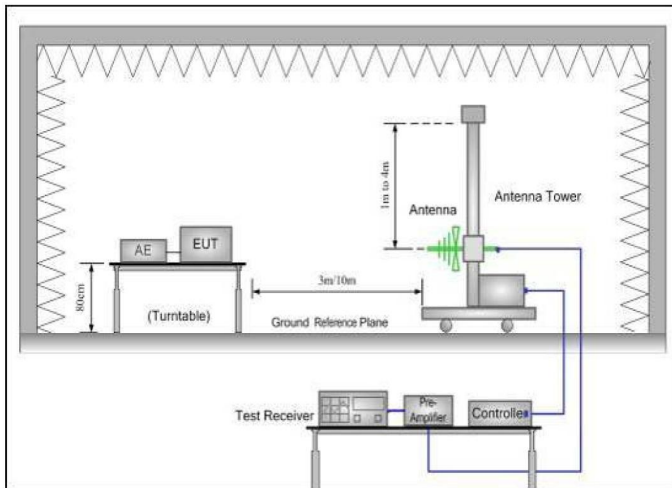 1m to 4m
Antenna
Antenna Tower
AE
EUT
80cm
(Turntable)
3m/10m
Ground Reference Plane
Test Receiver
Pre-
Amplifier
Controller